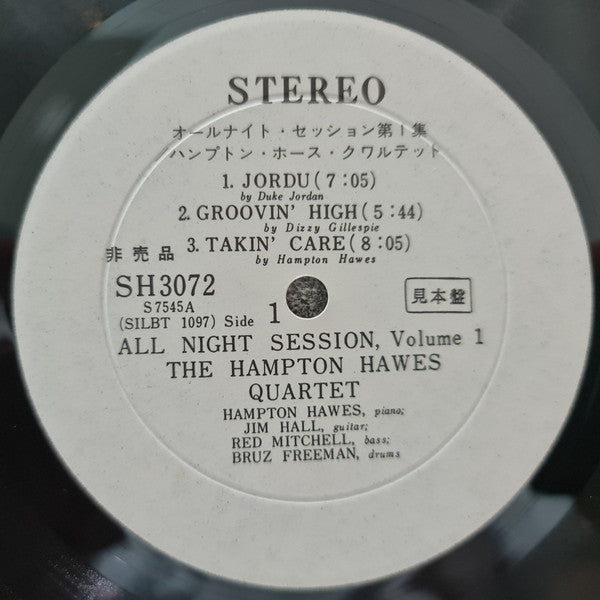 STEREO
オールナイト・セッション第1集
ハンプトン・ホース・クワルテット
1. JORDU (7:05)
by Duke Jordan
2. GROOVIN' HIGH (5:44)
by Dizzy Gillespie
3. TAKIN' CARE (8:05)
by Hampton Hawes
非売品
SH3072
S7545A
(SILBT 1097) Side 1
見本盤
ALL NIGHT SESSION, Volume 1
THE HAMPTON HAWES
QUARTET
HAMPTON HAWES, piano;
JIM HALL, guitar;
RED MITCHELL, bass;
BRUZ FREEMAN, drums